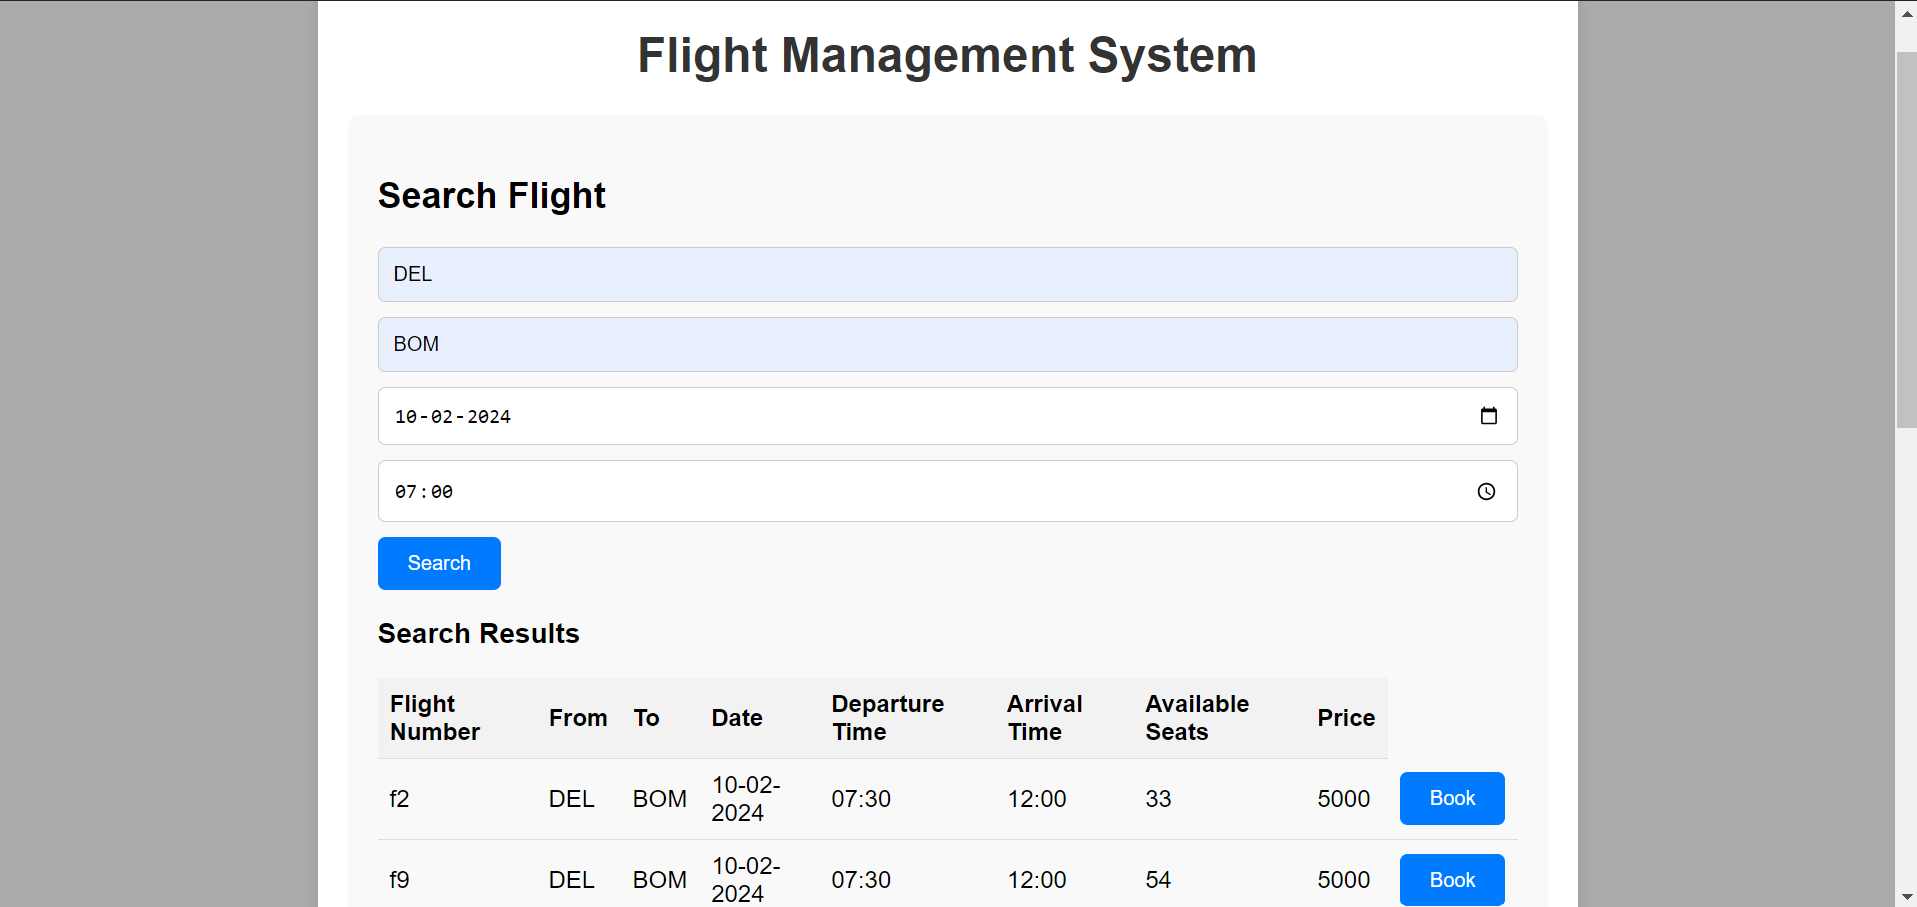 Flight Management System
Search Flight
DEL
BOM
10-02-2024
07:00
Search
Search Results
Flight Number From To Date Departure Time Arrival Time Available Seats Price
f2 DEL BOM 10-02-2024 07:30 12:00 33 5000 Book
f9 DEL BOM 10-02-2024 07:30 12:00 54 5000 Book